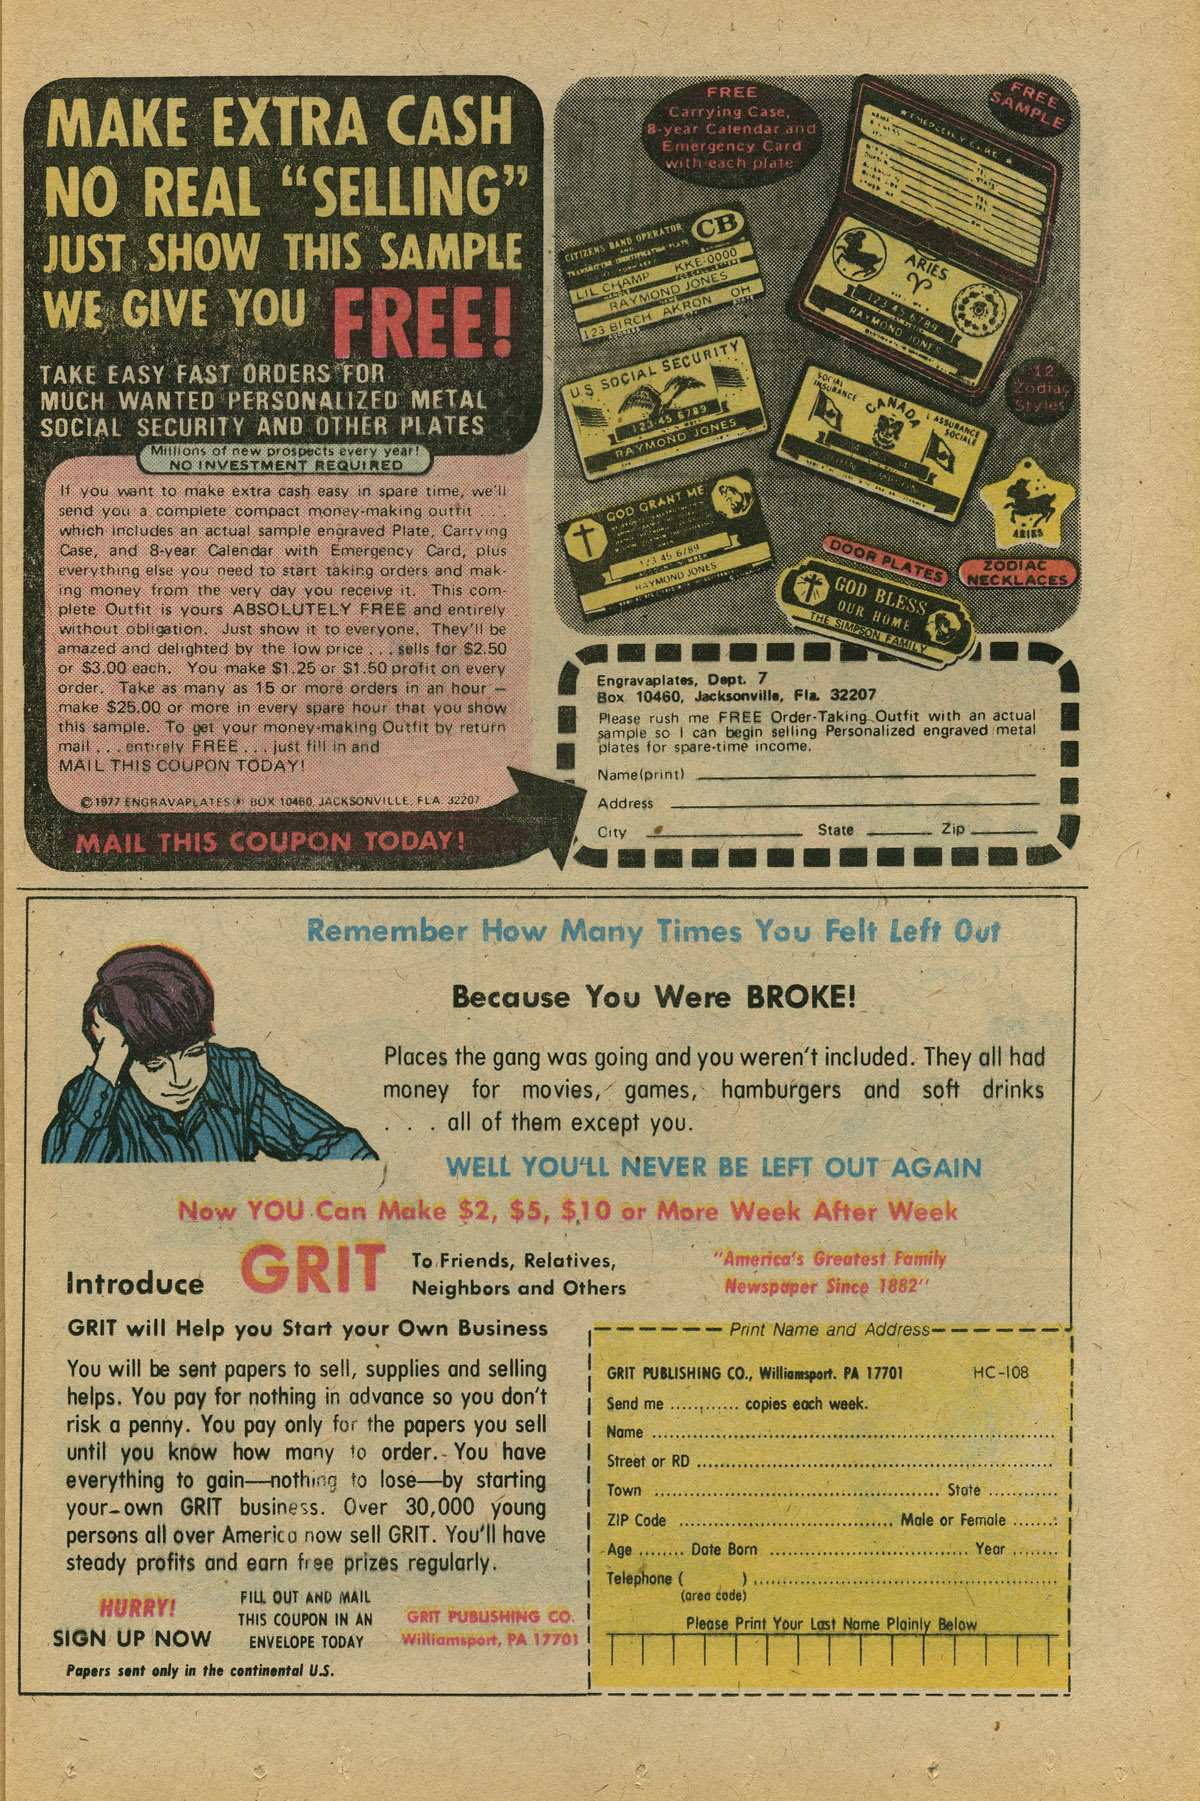 MAKE EXTRA CASH
NO REAL “SELLING”
JUST SHOW THIS SAMPLE
WE GIVE YOU FREE!
TAKE EASY FAST ORDERS FOR
MUCH WANTED PERSONALIZED METAL
SOCIAL SECURITY AND OTHER PLATES
Millions of new prospects every year!
NO INVESTMENT REQUIRED
If you want to make extra cash easy in spare time, we'll
send you a complete compact money-making outfit . . .
which includes an actual sample engraved Plate, Carrying
Case, and 8-year Calendar with Emergency Card, plus
everything else you need to start taking orders and mak-
ing money from the very day you receive it. This com-
plete Outfit is yours ABSOLUTELY FREE and entirely
without obligation. Just show it to everyone. They'll be
amazed and delighted by the low price . . . sells for $2.50
or $3.00 each. You make $1.25 or $1.50 profit on every
order. Take as many as 15 or more orders in an hour —
make $25.00 or more in every spare hour that you show
this sample. To get your money-making Outfit by return
mail . . . entirely FREE . . . just fill in and
MAIL THIS COUPON TODAY!
©1977 ENGRAVAPLATES® BOX 10460, JACKSONVILLE, FLA. 32207
MAIL THIS COUPON TODAY!
FREE
Carrying Case,
8-year Calendar and
Emergency Card
with each plate
FREE
SAMPLE
CITIZENS BAND OPERATOR
CB
LIL CHAMP KKE-0000
RAYMOND JONES
123 BIRCH AKRON OH
ARIES
123-45-6789
RAYMOND JONES
12
Zodiac
Styles
U.S SOCIAL SECURITY
123-45-6789
RAYMOND JONES
SOCIAL
INSURANCE
CANADA
L'ASSURANCE
SOCIALE
GOD GRANT ME
123-45-6789
RAYMOND JONES
ARIES
DOOR PLATES
ZODIAC
NECKLACES
GOD BLESS
OUR HOME
THE SIMPSON FAMILY
Engravaplates, Dept. 7
Box 10460, Jacksonville, Fla. 32207
Please rush me FREE Order-Taking Outfit with an actual
sample so I can begin selling Personalized engraved metal
plates for spare-time income.
Name(print)
Address
City State Zip
Remember How Many Times You Felt Left Out
Because You Were BROKE!
Places the gang was going and you weren't included. They all had
money for movies, games, hamburgers and soft drinks
. . . all of them except you.
WELL YOU'LL NEVER BE LEFT OUT AGAIN
Now YOU Can Make $2, $5, $10 or More Week After Week
Introduce GRIT
To Friends, Relatives,
Neighbors and Others
"America's Greatest Family
Newspaper Since 1882"
GRIT will Help you Start your Own Business
You will be sent papers to sell, supplies and selling
helps. You pay for nothing in advance so you don't
risk a penny. You pay only for the papers you sell
until you know how many to order. You have
everything to gain—nothing to lose—by starting
your own GRIT business. Over 30,000 young
persons all over America now sell GRIT. You'll have
steady profits and earn free prizes regularly.
HURRY!
SIGN UP NOW
FILL OUT AND MAIL
THIS COUPON IN AN
ENVELOPE TODAY
GRIT PUBLISHING CO.
Williamsport, PA 17701
Papers sent only in the continental U.S.
Print Name and Address
GRIT PUBLISHING CO., Williamsport. PA 17701 HC-108
Send me ............ copies each week.
Name
Street or RD
Town State
ZIP Code Male or Female
Age Date Born Year
Telephone ( )
(area code)
Please Print Your Last Name Plainly Below